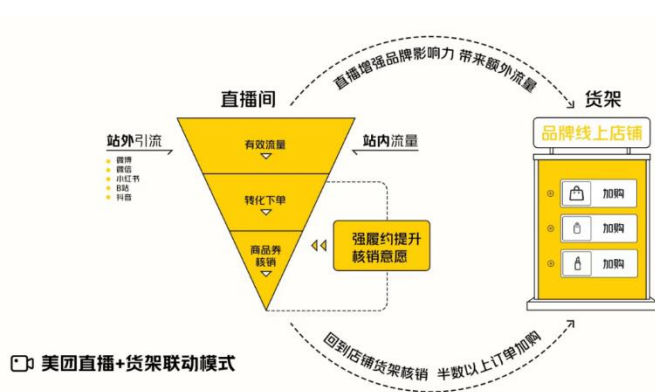 直播增强品牌影响力 带来额外流量
直播间
货架
站外引流
微博
微信
小红书
B站
抖音
有效流量
站内流量
品牌线上店铺
转化下单
加购
商品券
核销
强履约提升
核销意愿
加购
加购
回到店铺货架核销 半数以上订单加购
美团直播+货架联动模式